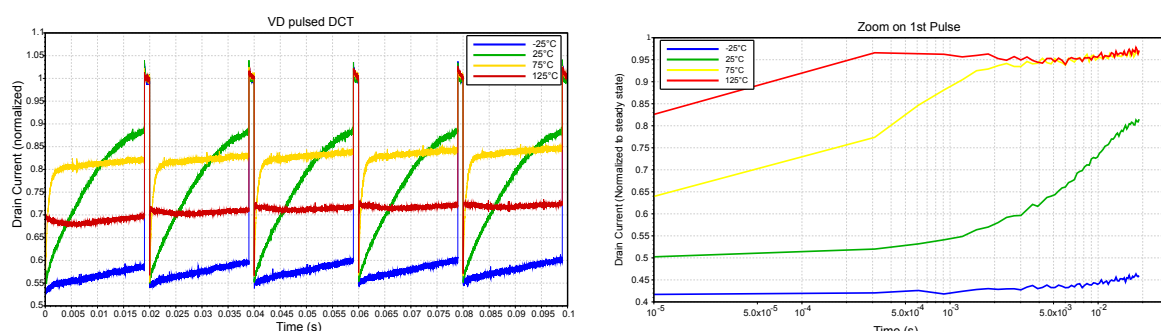 VD pulsed DCT
Drain Current (normalized)
1.1
1.05
1
0.95
0.9
0.85
0.8
0.75
0.7
0.65
0.6
0.55
0.5
-25°C
25°C
75°C
125°C
0 0.005 0.01 0.015 0.02 0.025 0.03 0.035 0.04 0.045 0.05 0.055 0.06 0.065 0.07 0.075 0.08 0.085 0.09 0.095 0.1
Time (s)
Zoom on 1st Pulse
Drain Current (Normalized to steady state)
1
0.95
0.9
0.85
0.8
0.75
0.7
0.65
0.6
0.55
0.5
0.45
0.4
-25°C
25°C
75°C
125°C
10-5 5.0x10-5 10-4 5.0x10-4 10-3 5.0x10-3 10-2
Time (s)